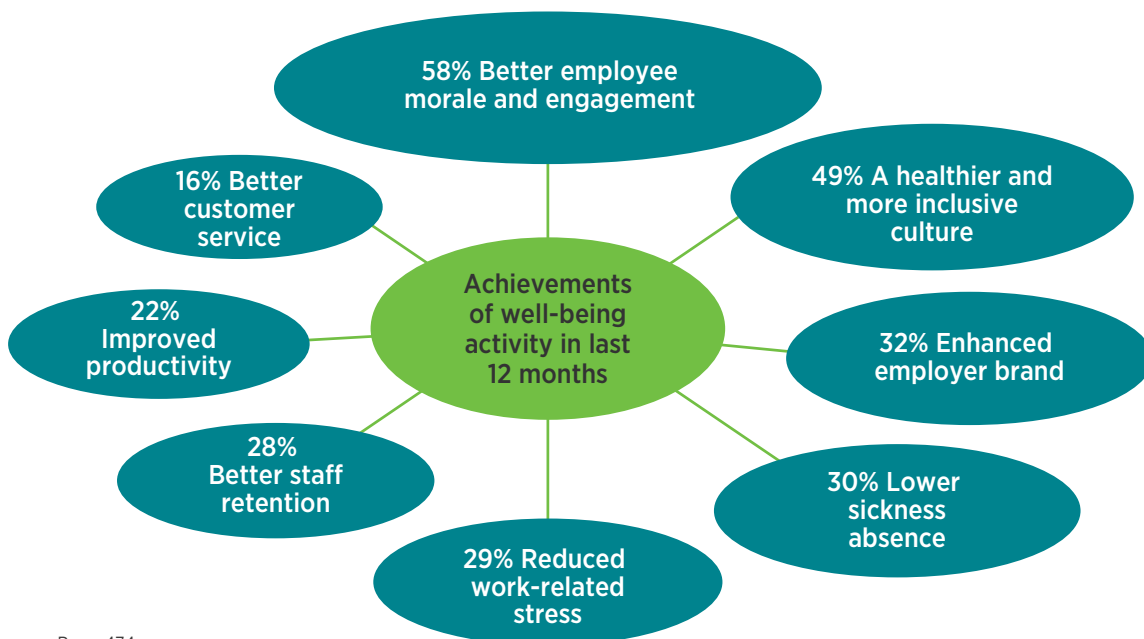 58% Better employee
morale and engagement
49% A healthier and
more inclusive
culture
32% Enhanced
employer brand
30% Lower
sickness
absence
29% Reduced
work-related
stress
28%
Better staff
retention
22%
Improved
productivity
16% Better
customer
service
Achievements
of well-being
activity in last
12 months